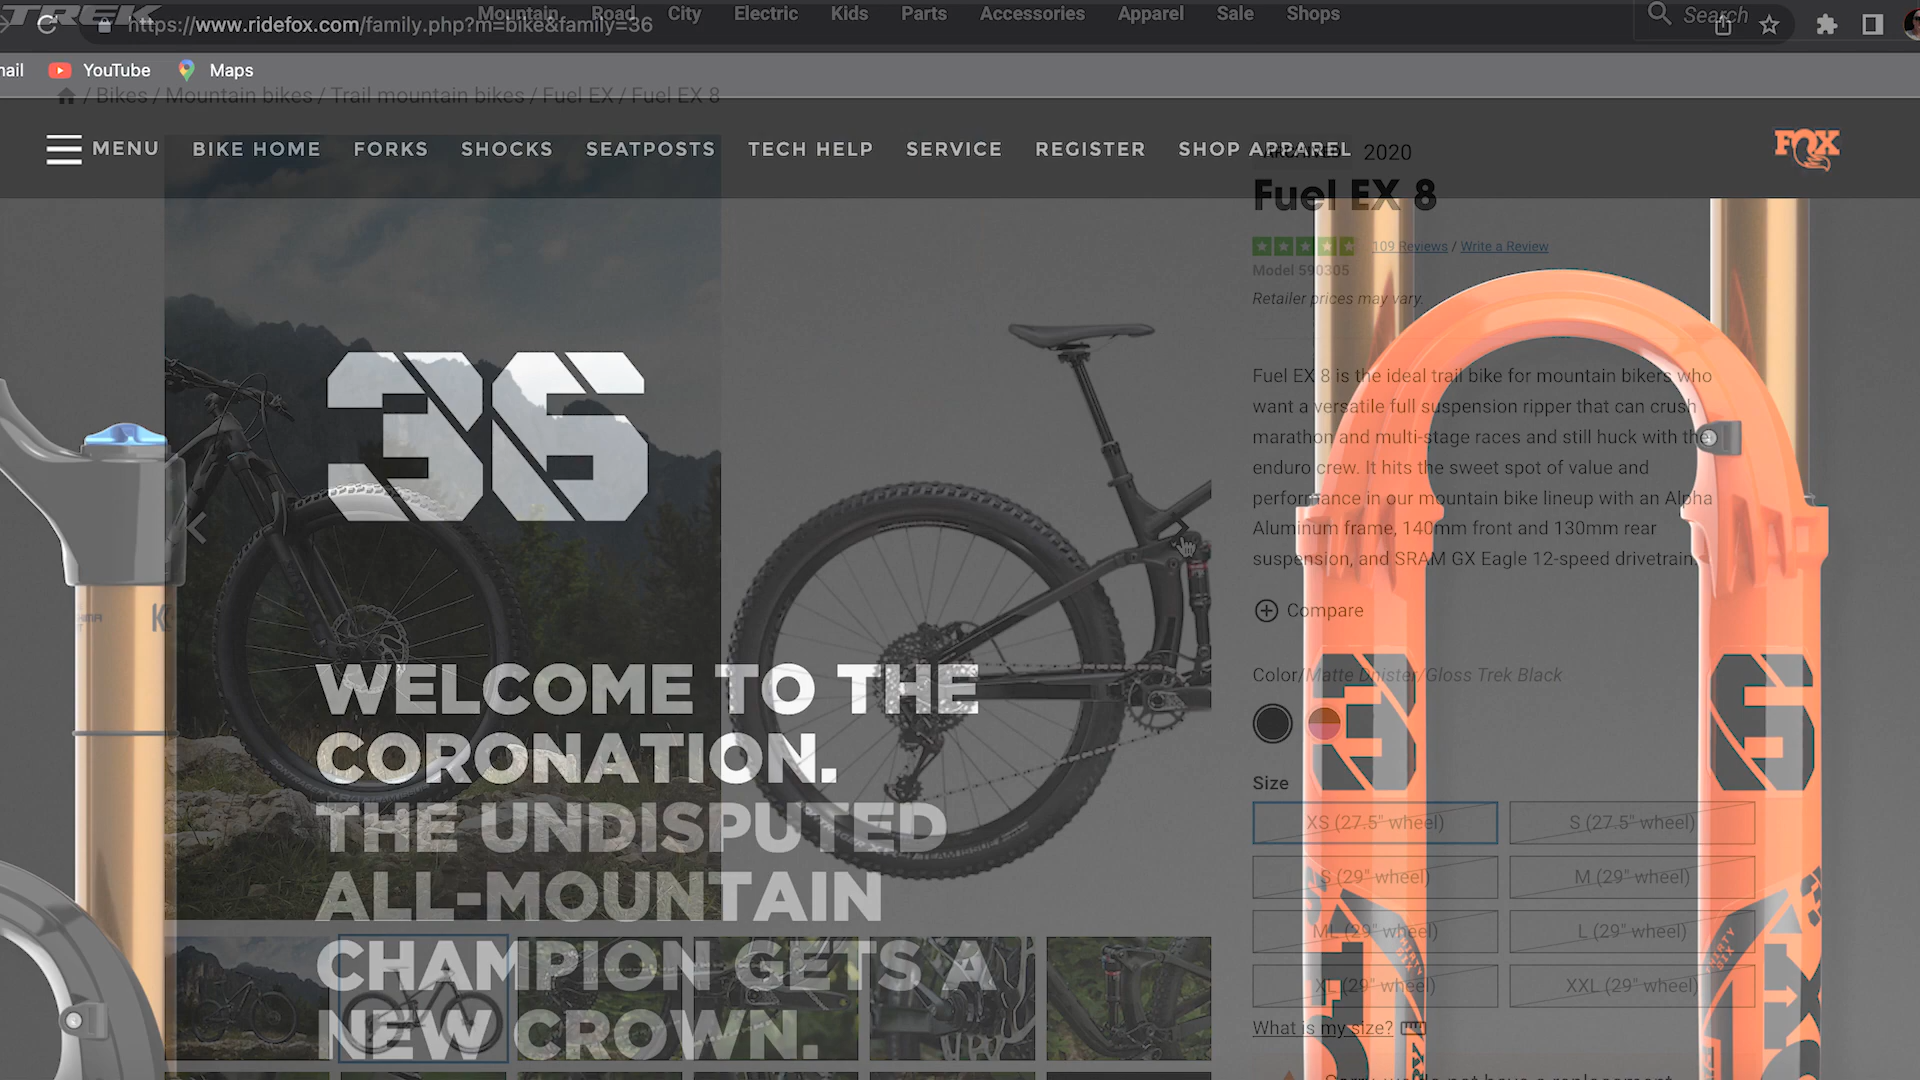 TREK
Mountain Road City Electric Kids Parts Accessories Apparel Sale Shops
Search
https://www.ridefox.com/family.php?m=bike&family=36
YouTube Maps
/ Bikes / Mountain bikes / Trail mountain bikes / Fuel EX / Fuel EX 8
MENU BIKE HOME FORKS SHOCKS SEATPOSTS TECH HELP SERVICE REGISTER SHOP APPAREL
FOX
2020
Fuel EX 8
109 Reviews / Write a Review
Model 590305
Retailer prices may vary.
36
Fuel EX 8 is the ideal trail bike for mountain bikers who
want a versatile full suspension ripper that can crush
marathon and multi-stage races and still huck with the
enduro crew. It hits the sweet spot of value and
performance in our mountain bike lineup with an Alpha
Aluminum frame, 140mm front and 130mm rear
suspension, and SRAM GX Eagle 12-speed drivetrain.
Compare
Color/Matte Dnister/Gloss Trek Black
WELCOME TO THE
CORONATION.
THE UNDISPUTED
ALL-MOUNTAIN
CHAMPION GETS A
NEW CROWN.
Size
XS (27.5" wheel) S (27.5" wheel)
S (29" wheel) M (29" wheel)
ML (29" wheel) L (29" wheel)
XL (29" wheel) XXL (29" wheel)
What is my size?